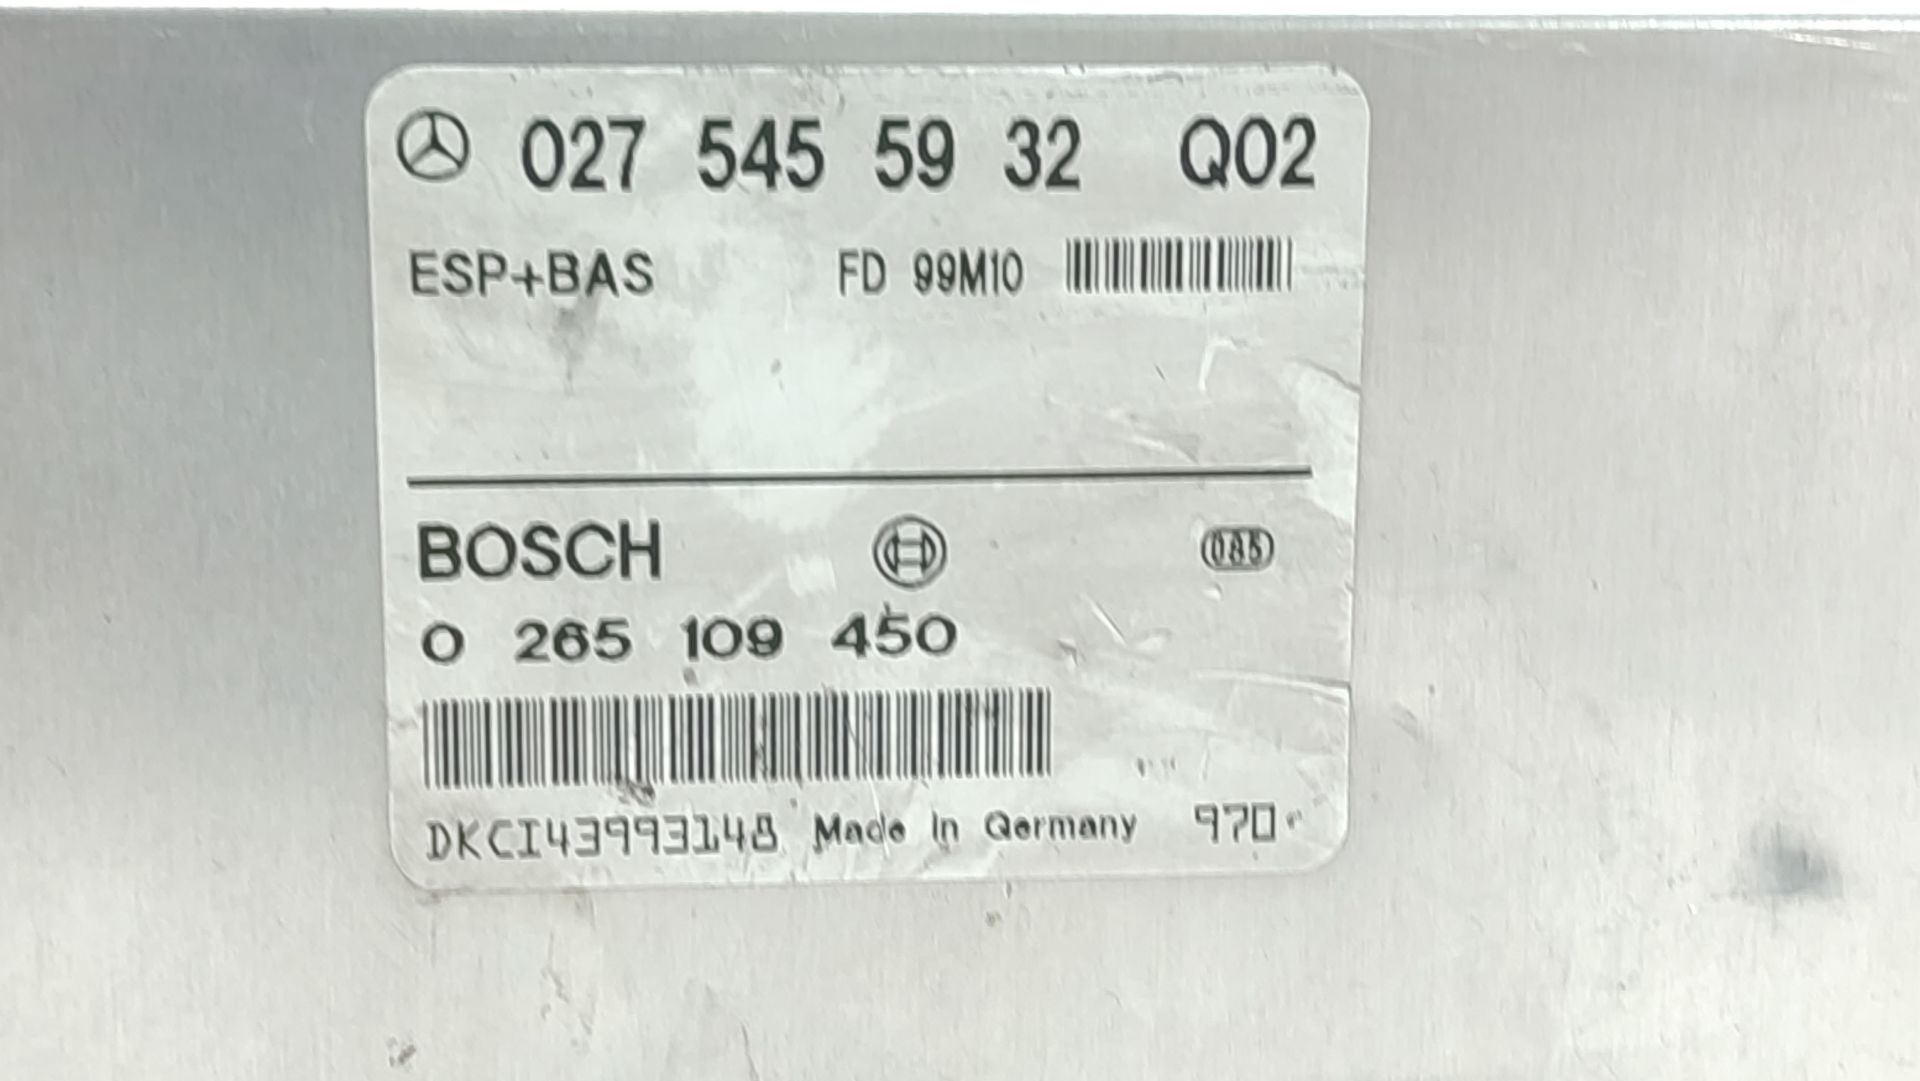 027 545 59 32 Q02
ESP+BAS FD 99M10
BOSCH 085
0 265 109 450
DKCI43993148 Made in Germany 970